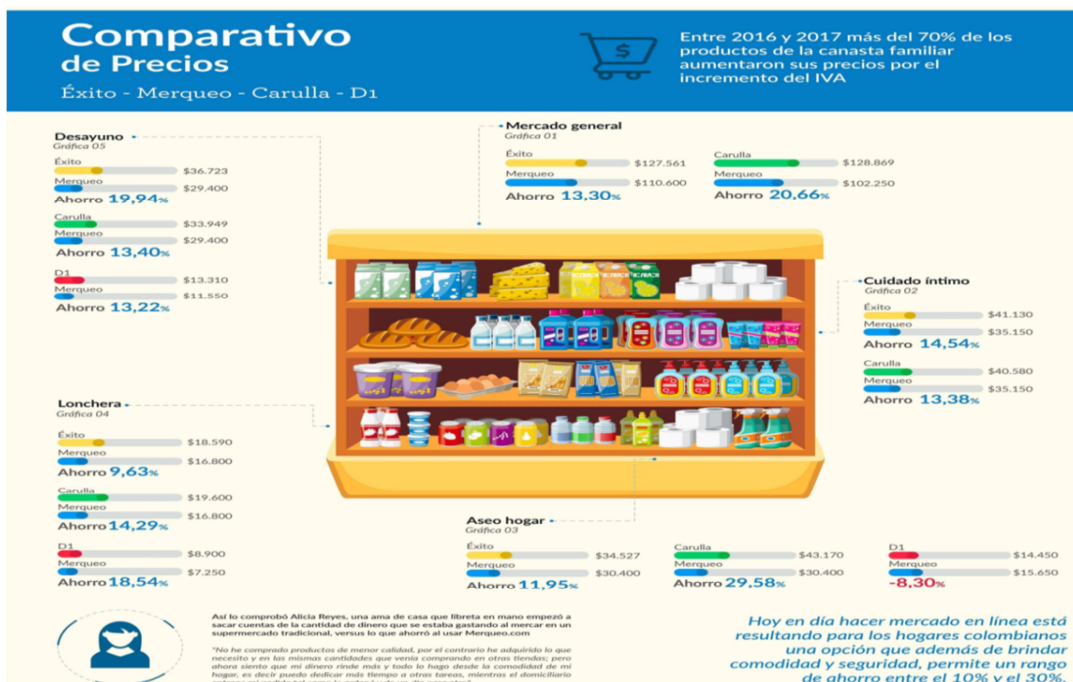 Comparativo
de Precios
Éxito - Merqueo - Carulla - D1
Entre 2016 y 2017 más del 70% de los
productos de la canasta familiar
aumentaron sus precios por el
incremento del IVA
$
Desayuno
Gráfica 05
Éxito
$36.723
Merqueo
$29.400
Ahorro 19,94%
Carulla
$33.949
Merqueo
$29.400
Ahorro 13,40%
D1
$13.310
Merqueo
$11.550
Ahorro 13,22%
Mercado general
Gráfica 01
Éxito
$127.561
Merqueo
$110.600
Ahorro 13,30%
Carulla
$128.869
Merqueo
$102.250
Ahorro 20,66%
Cuidado íntimo
Gráfica 02
Éxito
$41.130
Merqueo
$35.150
Ahorro 14,54%
Carulla
$40.580
Merqueo
$35.150
Ahorro 13,38%
Lonchera
Gráfica 04
Éxito
$18.590
Merqueo
$16.800
Ahorro 9,63%
Carulla
$19.600
Merqueo
$16.800
Ahorro 14,29%
D1
$8.900
Merqueo
$7.250
Ahorro 18,54%
Aseo hogar
Gráfica 03
Éxito
$34.527
Merqueo
$30.400
Ahorro 11,95%
Carulla
$43.170
Merqueo
$30.400
Ahorro 29,58%
D1
$14.450
Merqueo
$15.650
-8,30%
Así lo comprobó Alicia Reyes, una ama de casa que libreta en mano empezó a
sacar cuentas de la cantidad de dinero que se estaba gastando al mercar en un
supermercado tradicional, versus lo que ahorró al usar Merqueo.com
"No he comprado productos de menor calidad, por el contrario he adquirido lo que
necesito y en las mismas cantidades que venía comprando en otras tiendas; pero
ahora siento que mi dinero rinde más y todo lo hago desde la comodidad de mi
hogar, es decir puedo dedicar más tiempo a otras tareas, mientras el domiciliario
Hoy en día hacer mercado en línea está
resultando para los hogares colombianos
una opción que además de brindar
comodidad y seguridad, permite un rango
de ahorro entre el 10% y el 30%.